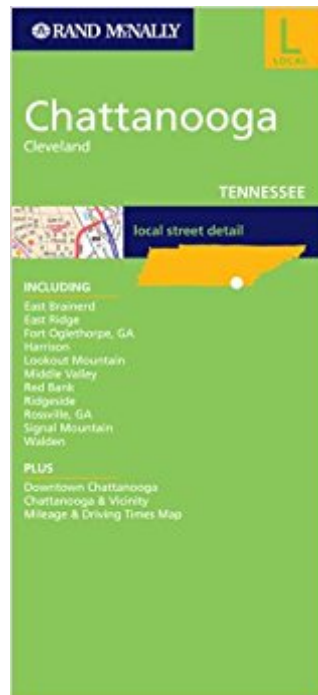 RAND McNALLY
L
LOCAL
Chattanooga
Cleveland
TENNESSEE
local street detail
INCLUDING
East Brainerd
East Ridge
Fort Oglethorpe, GA
Harrison
Lookout Mountain
Middle Valley
Red Bank
Ridgeside
Rossville, GA
Signal Mountain
Walden
PLUS
Downtown Chattanooga
Chattanooga & Vicinity
Mileage & Driving Times Map